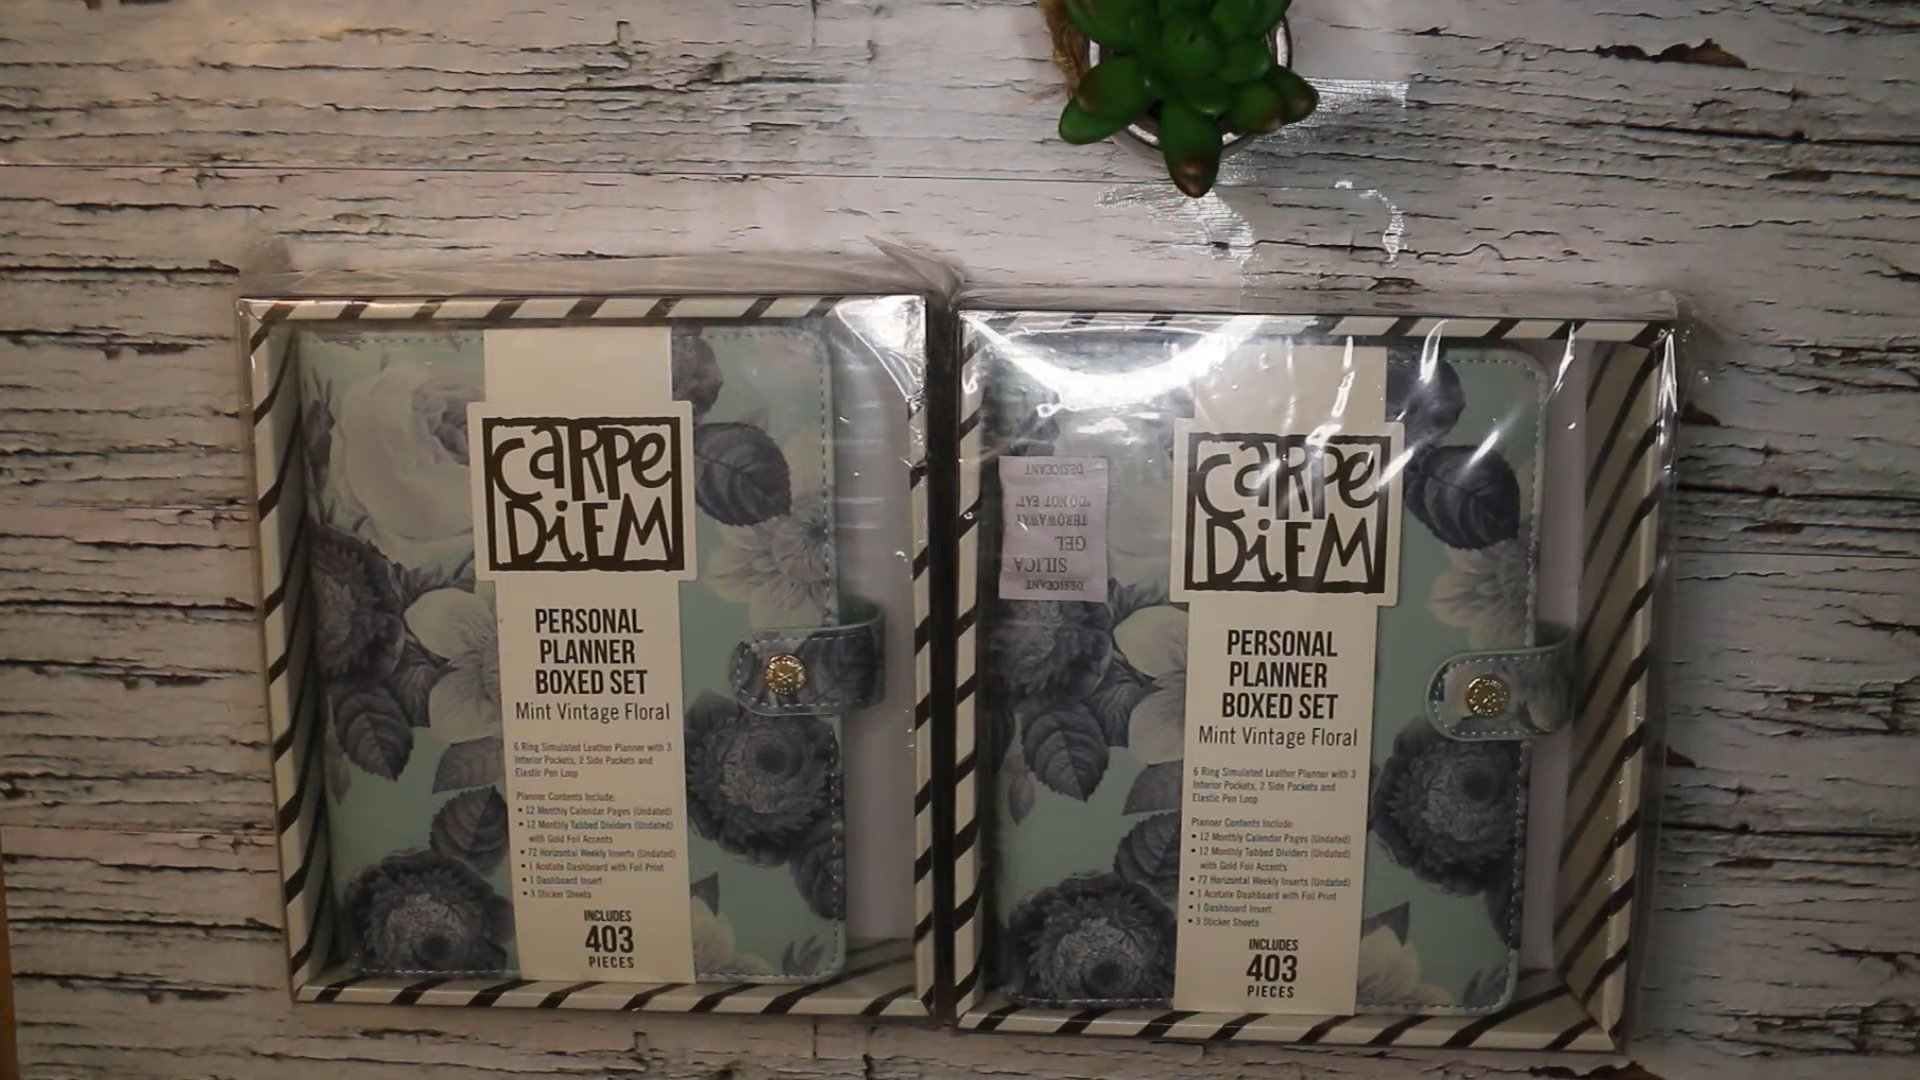 CARPE
DIEM
PERSONAL
PLANNER
BOXED SET
Mint Vintage Floral
6 Ring Simulated Leather Planner with 3
Interior Pockets, 2 Side Pockets and
Elastic Pen Loop
Planner Contents Include:
• 12 Monthly Calendar Pages (Undated)
• 12 Monthly Tabbed Dividers (Undated)
with Gold Foil Accents
• 72 Horizontal Weekly Inserts (Undated)
• 1 Acetate Dashboard with Foil Print
• 1 Dashboard Insert
• 3 Sticker Sheets
INCLUDES
403
PIECES
DESICCANT
SILICA
GEL
THROWAWAY
"DO NOT EAT"
DESICCANT
CARPE
DIEM
PERSONAL
PLANNER
BOXED SET
Mint Vintage Floral
6 Ring Simulated Leather Planner with 3
Interior Pockets, 2 Side Pockets and
Elastic Pen Loop
Planner Contents Include:
• 12 Monthly Calendar Pages (Undated)
• 12 Monthly Tabbed Dividers (Undated)
with Gold Foil Accents
• 72 Horizontal Weekly Inserts (Undated)
• 1 Acetate Dashboard with Foil Print
• 1 Dashboard Insert
• 3 Sticker Sheets
INCLUDES
403
PIECES